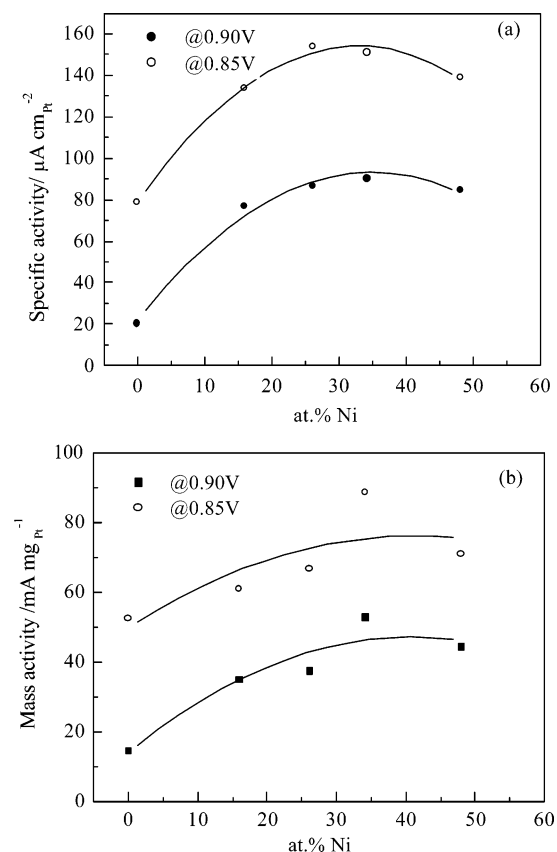 (a)
@0.90V
@0.85V
160
140
120
100
80
60
40
20
0
Specific activity/ μA cm_Pt^-2
0 10 20 30 40 50 60
at.% Ni
(b)
@0.90V
@0.85V
100
80
60
40
20
0
Mass activity /mA mg_Pt^-1
0 10 20 30 40 50 60
at.% Ni